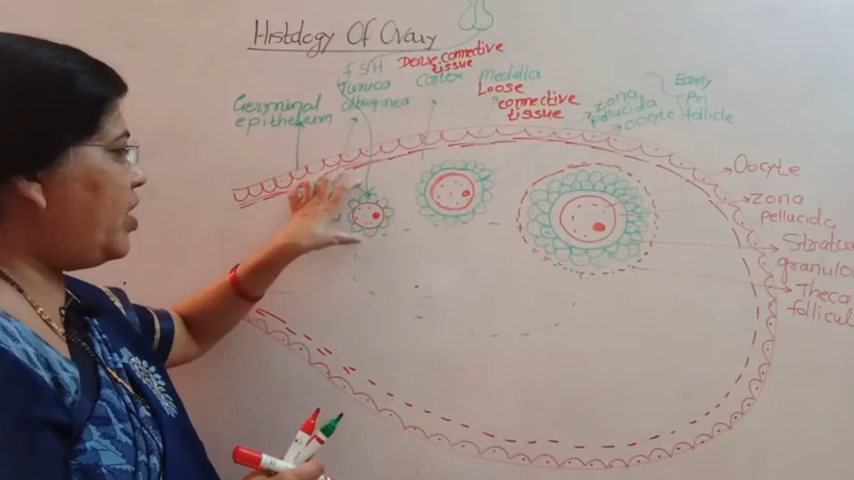 Histology Of Ovary
FSH
Tunica
albuginea
Dense connective
tissue
Cortex
Medulla
Loose
connective
tissue
Germinal
epithelium
zona
pellucida
oocyte
Early
Pri
follicle
Oocyte
zona
pellucida
Stratu
granulo
Theca
follicul